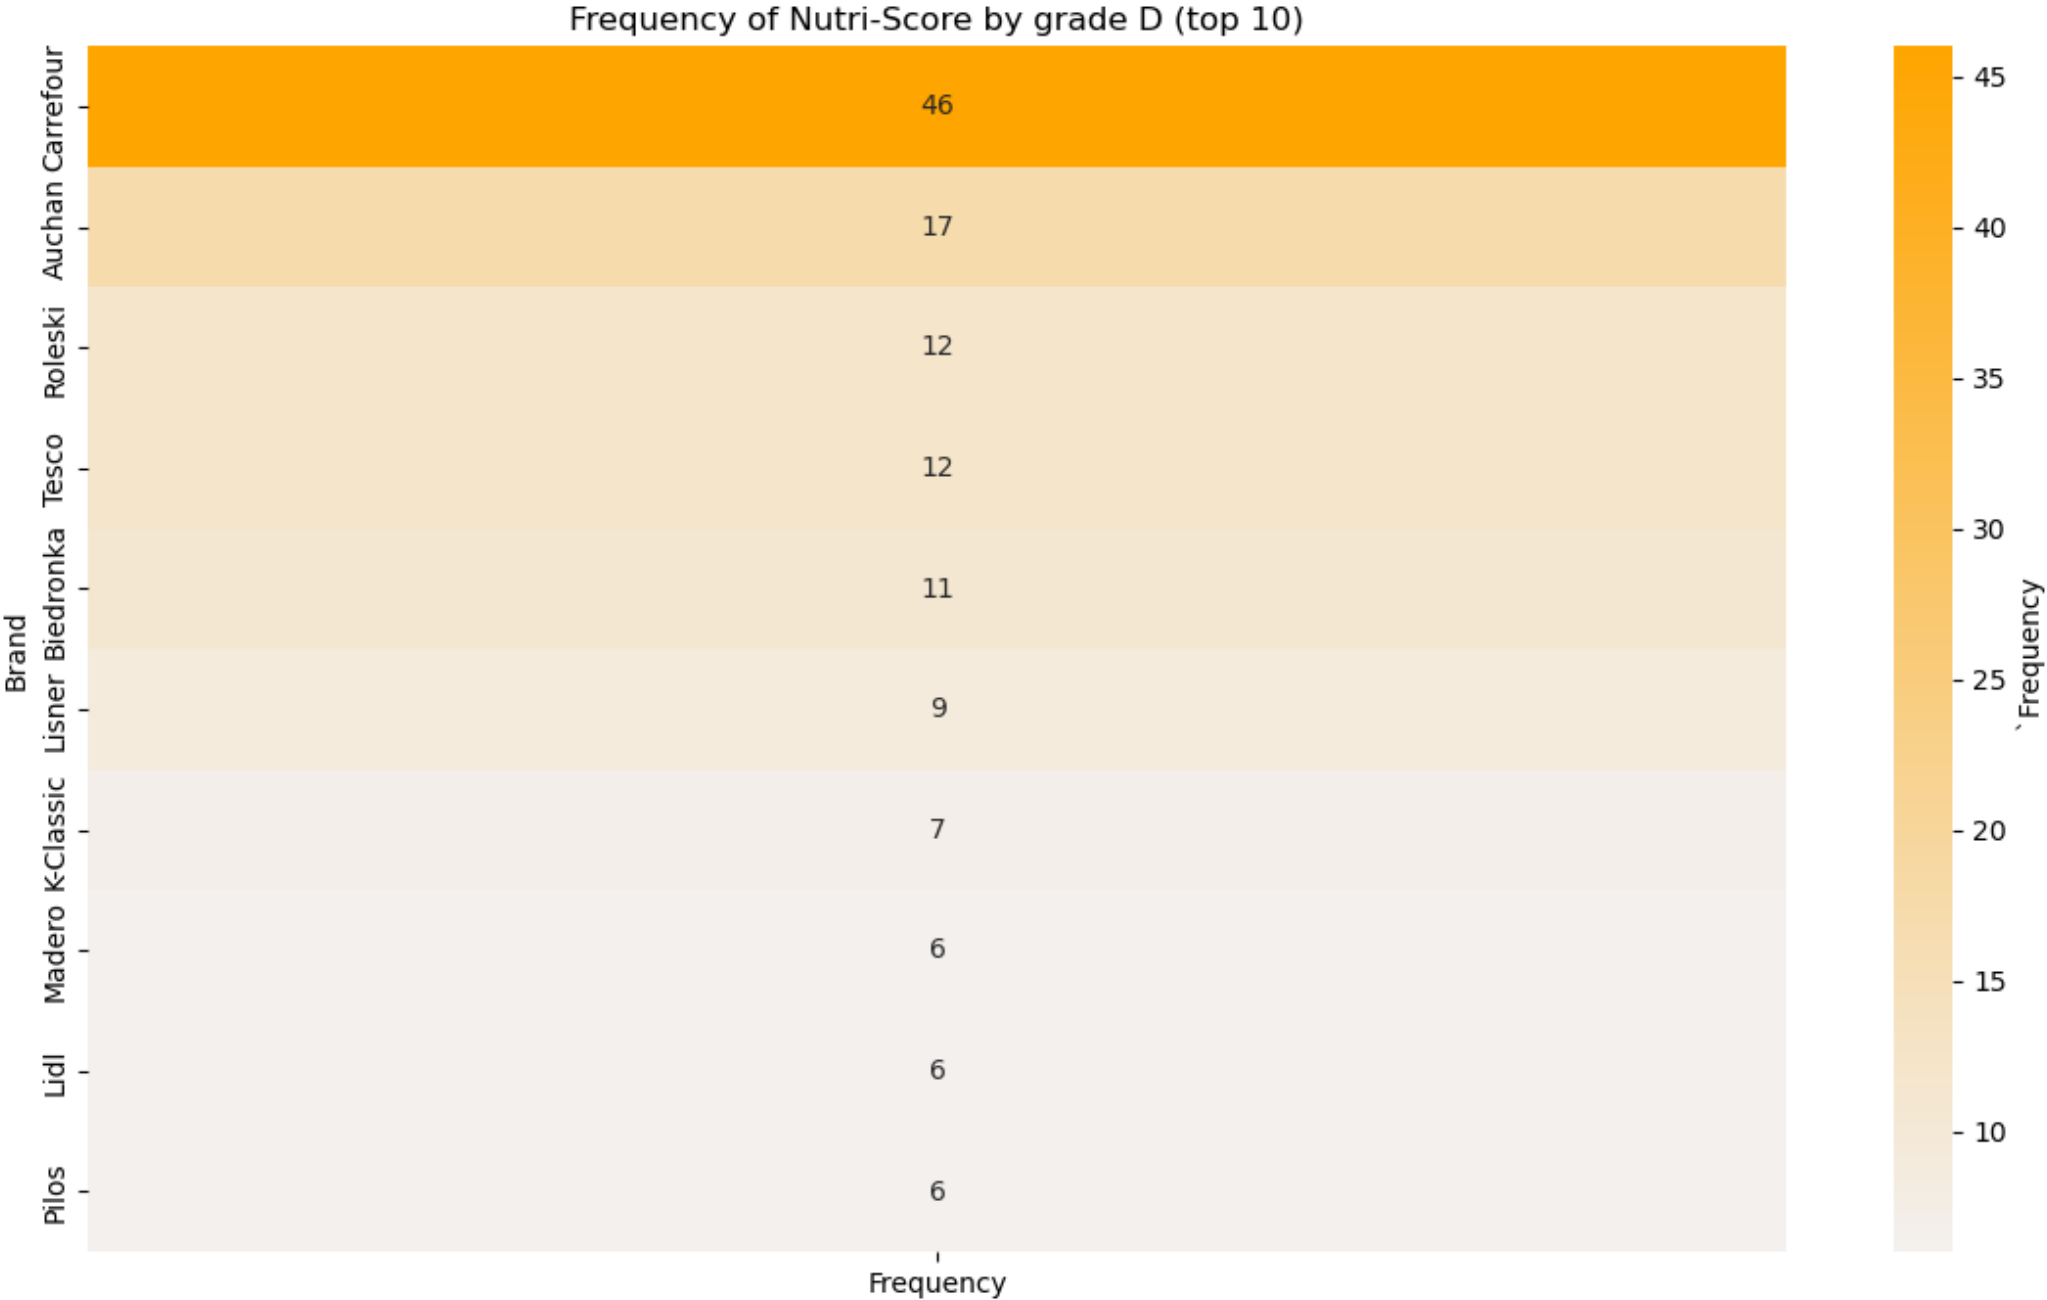 Frequency of Nutri-Score by grade D (top 10)
Brand
Carrefour
46
Auchan
17
Roleski
12
Tesco
12
Biedronka
11
Lisner
9
K-Classic
7
Madero
6
Lidl
6
Pilos
6
Frequency
45
40
35
30
25
20
15
10
`Frequency